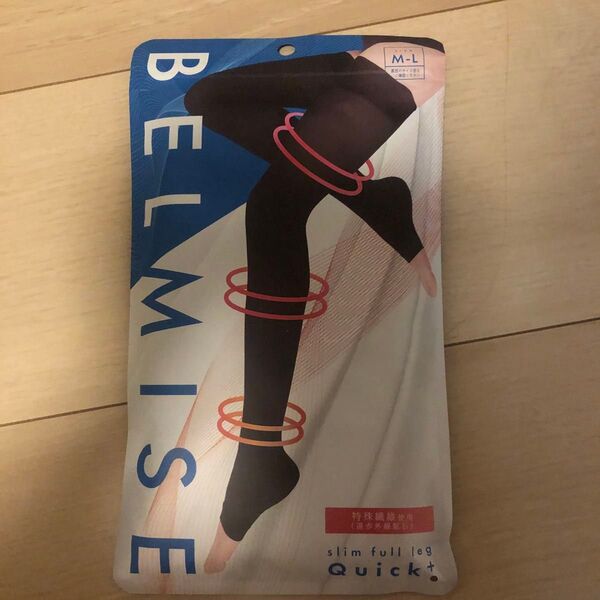 BELMISE
M-L
特殊繊維使用
slim full leg
Quick+